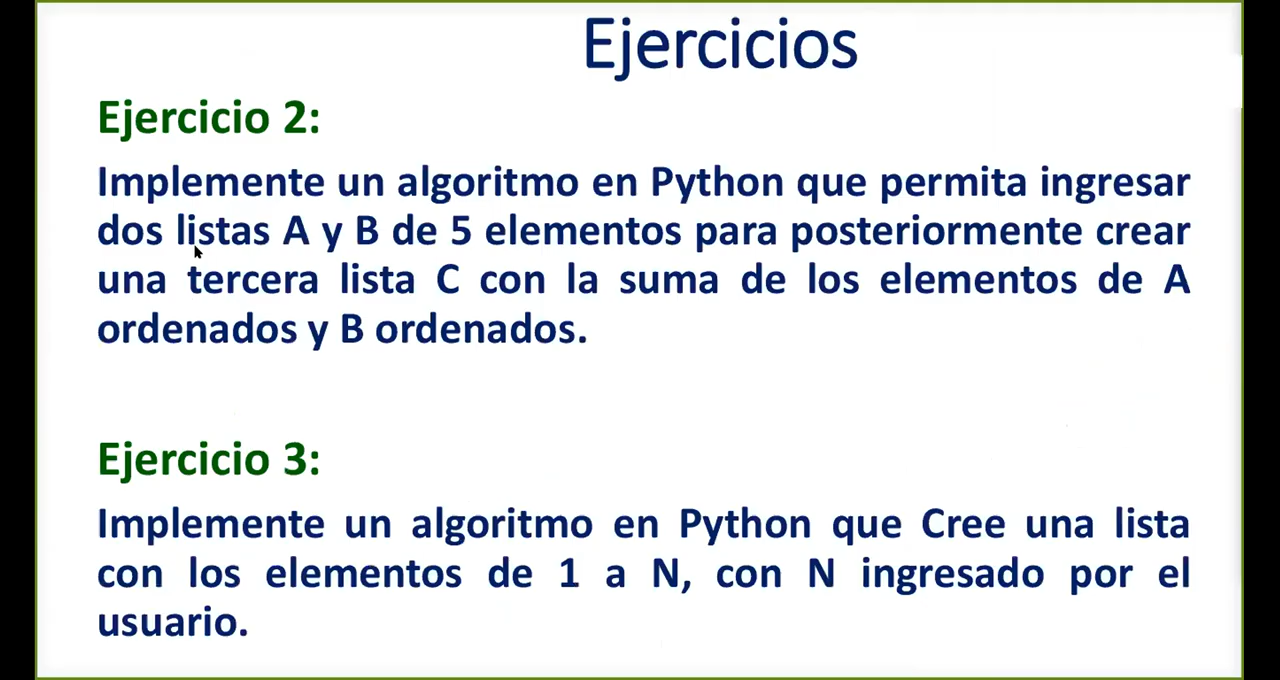 Ejercicios
Ejercicio 2:
Implemente un algoritmo en Python que permita ingresar
dos listas A y B de 5 elementos para posteriormente crear
una tercera lista C con la suma de los elementos de A
ordenados y B ordenados.
Ejercicio 3:
Implemente un algoritmo en Python que Cree una lista
con los elementos de 1 a N, con N ingresado por el
usuario.